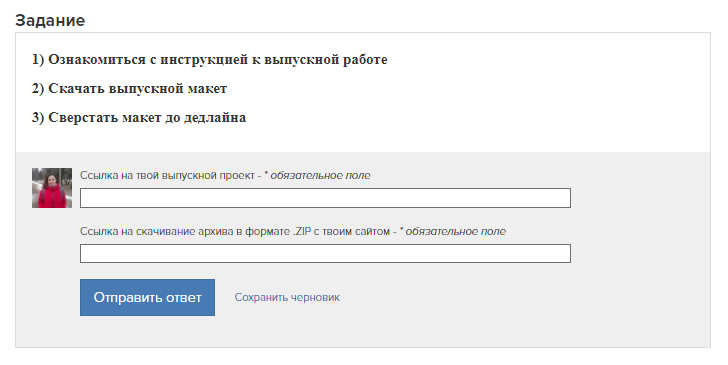 Задание
1) Ознакомиться с инструкцией к выпускной работе
2) Скачать выпускной макет
3) Сверстать макет до дедлайна
Ссылка на твой выпускной проект - * обязательное поле
Ссылка на скачивание архива в формате .ZIP с твоим сайтом - * обязательное поле
Отправить ответ
Сохранить черновик